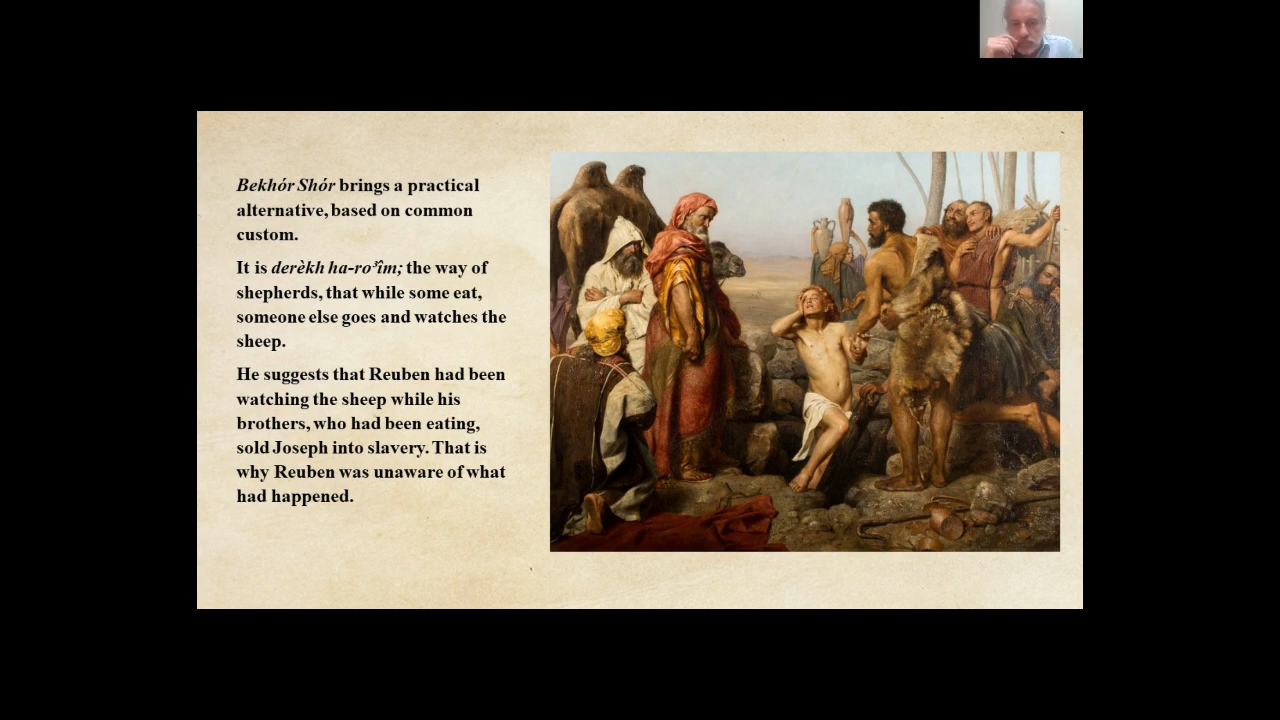 Bekhór Shór brings a practical
alternative, based on common
custom.
It is derèkh ha-roˤîm; the way of
shepherds, that while some eat,
someone else goes and watches the
sheep.
He suggests that Reuben had been
watching the sheep while his
brothers, who had been eating,
sold Joseph into slavery. That is
why Reuben was unaware of what
had happened.